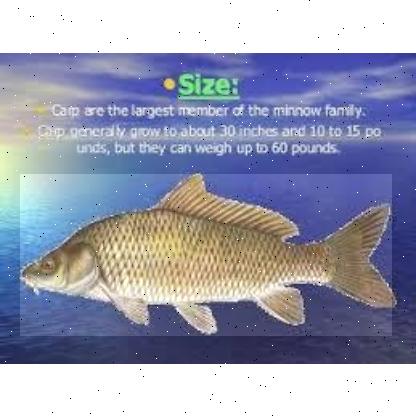 Size:
Carp are the largest member of the minnow family.
Carp generally grow to about 30 inches and 10 to 15 po
unds, but they can weigh up to 60 pounds.